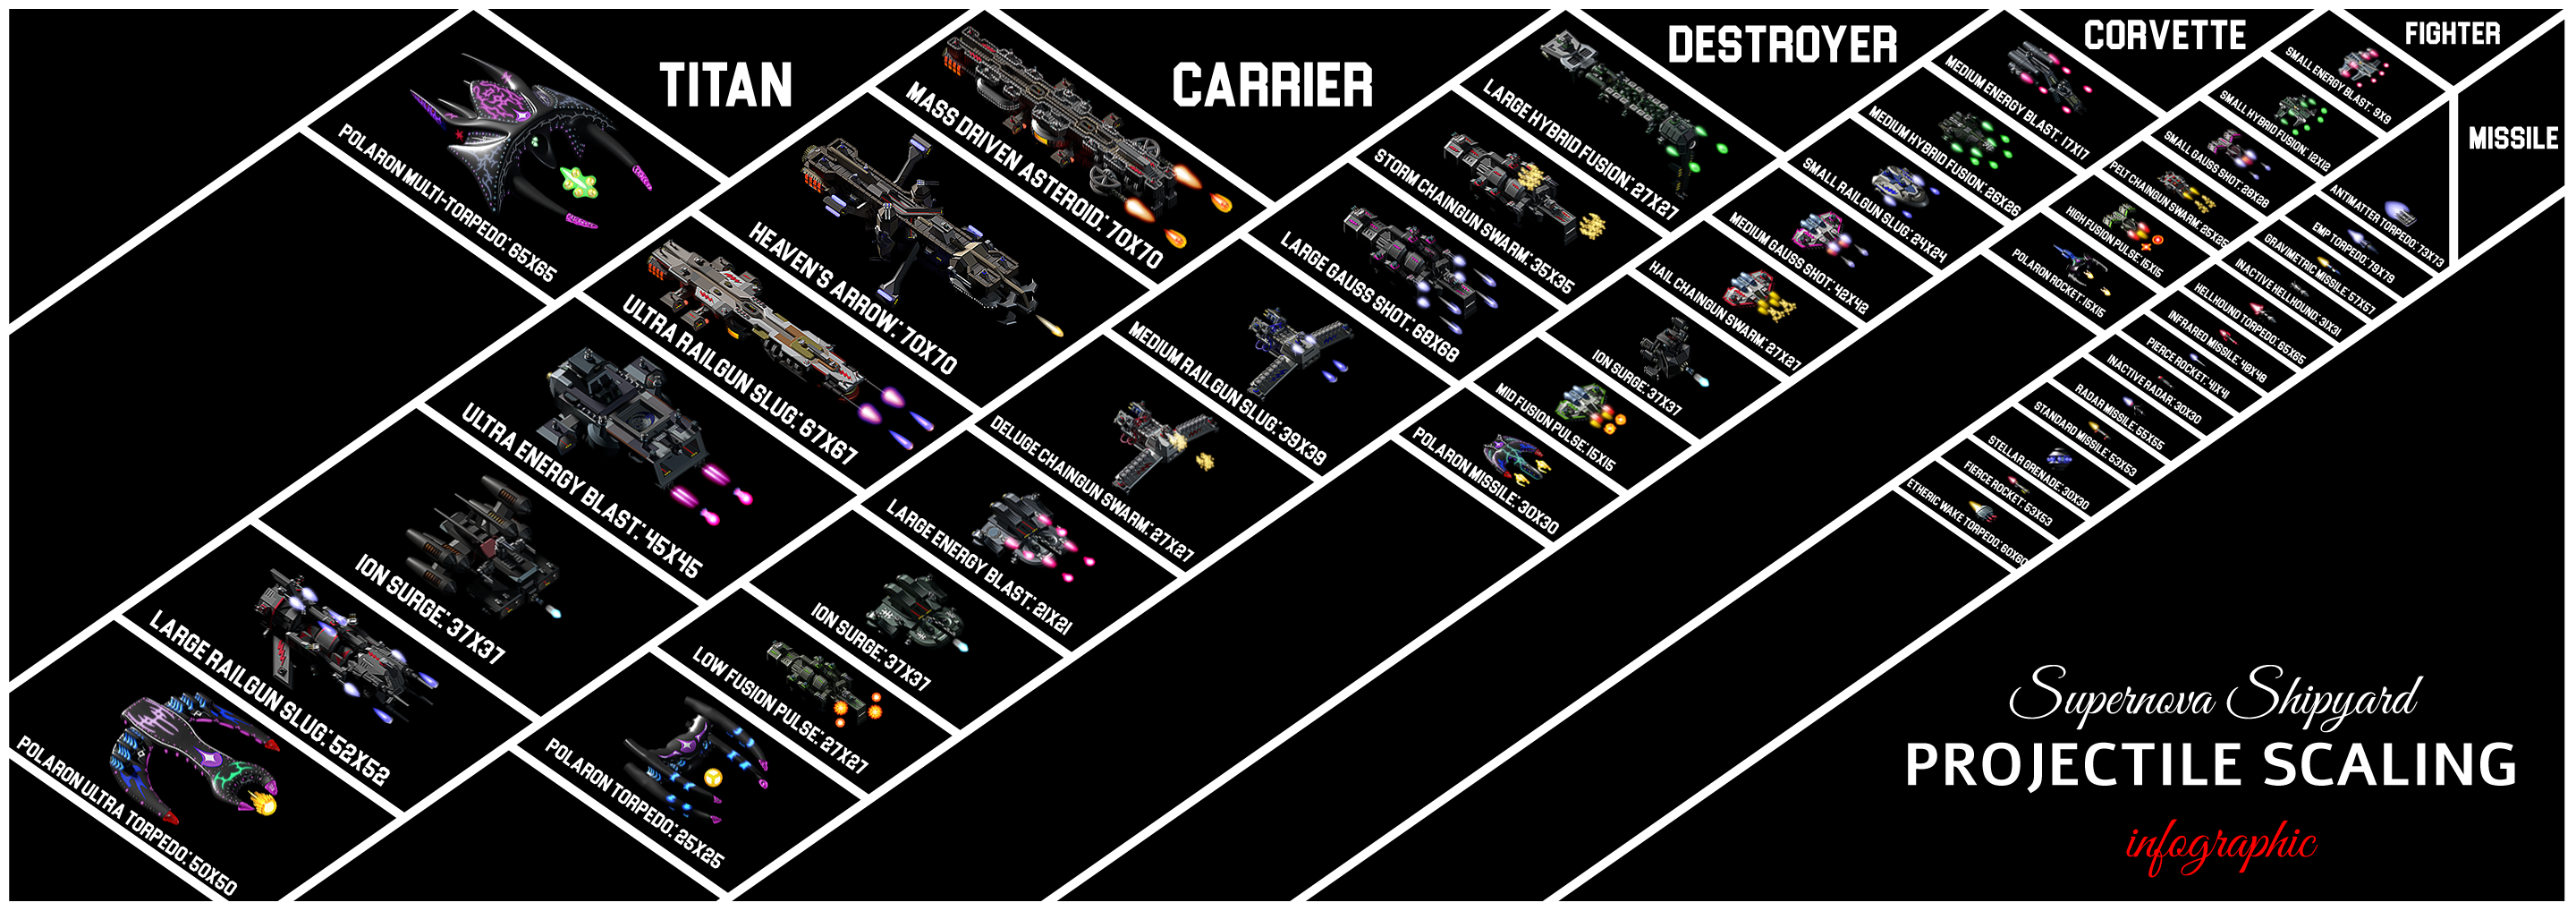 TITAN
MASS DRIVEN ASTEROID: 70X70
HEAVEN'S ARROW: 70X70
ULTRA RAILGUN SLUG: 67X67
ULTRA ENERGY BLAST: 45X45
ION SURGE: 37X37
LARGE RAILGUN SLUG: 52X52
POLARON MULTI-TORPEDO: 65X65
POLARON ULTRA TORPEDO: 50X50
CARRIER
LARGE HYBRID FUSION: 27X27
STORM CHAINGUN SWARM: 35X35
LARGE GAUSS SHOT: 68X68
MEDIUM RAILGUN SLUG: 39X39
DELUGE CHAINGUN SWARM: 27X27
LARGE ENERGY BLAST: 21X21
ION SURGE: 37X37
LOW FUSION PULSE: 27X27
POLARON TORPEDO: 25X25
DESTROYER
MEDIUM ENERGY BLAST: 17X17
MEDIUM HYBRID FUSION: 26X26
SMALL RAILGUN SLUG: 24X24
MEDIUM GAUSS SHOT: 42X42
HAIL CHAINGUN SWARM: 27X27
ION SURGE: 37X37
MID FUSION PULSE: 15X15
POLARON MISSILE: 30X30
CORVETTE
SMALL ENERGY BLAST: 9X9
SMALL HYBRID FUSION: 12X12
SMALL GAUSS SHOT: 28X28
PELT CHAINGUN SWARM: 25X25
HIGH FUSION PULSE: 15X15
POLARON ROCKET: 15X15
FIGHTER
MISSILE
ANTIMATTER TORPEDO: 73X73
EMP TORPEDO: 79X79
GRAVIMETRIC MISSILE: 57X57
INACTIVE HELLHOUND: 31X31
HELLHOUND TORPEDO: 65X65
INFRARED MISSILE: 48X48
PIERCE ROCKET: 41X41
INACTIVE RADAR: 30X30
RADAR MISSILE: 55X55
STANDARD MISSILE: 53X53
STELLAR GRENADE: 30X30
FIERCE ROCKET: 53X53
ETHERIC WAKE TORPEDO: 60X60
Supernova Shipyard
PROJECTILE SCALING
infographic